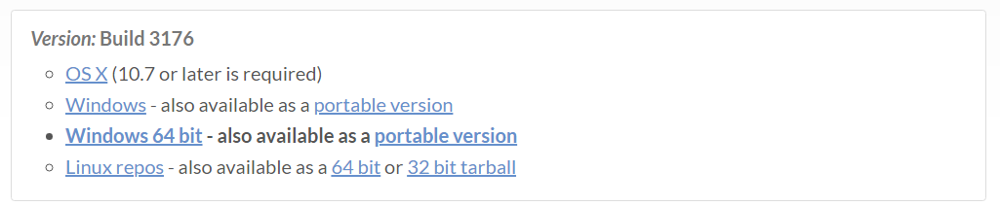 Version: Build 3176
OS X (10.7 or later is required)
Windows - also available as a portable version
Windows 64 bit - also available as a portable version
Linux repos - also available as a 64 bit or 32 bit tarball